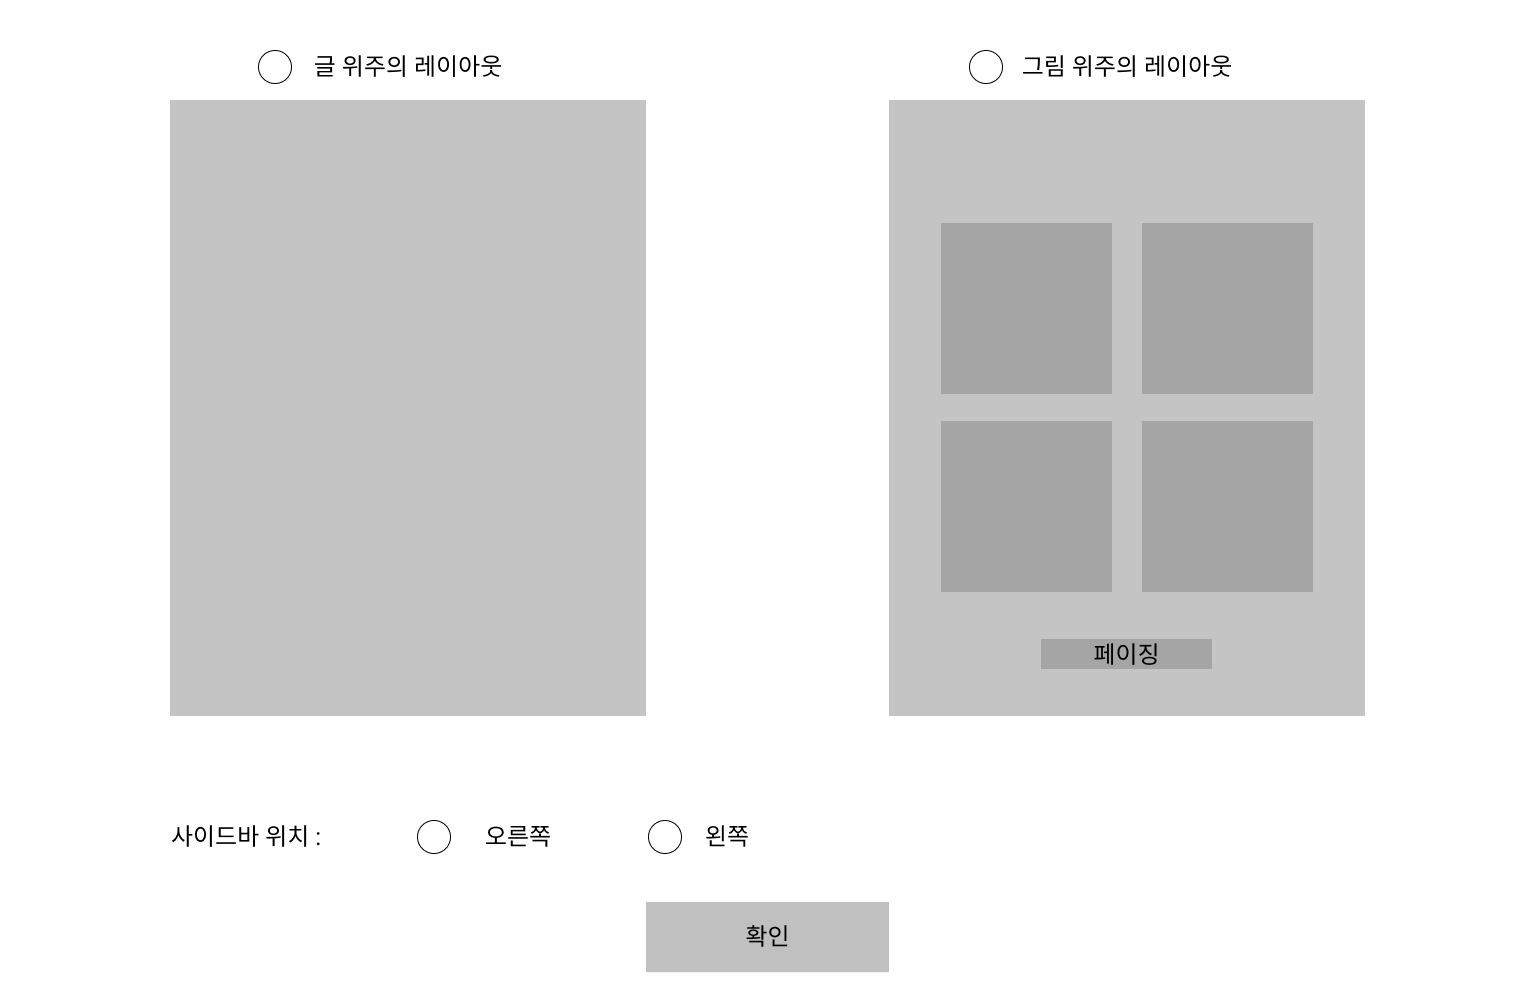 글 위주의 레이아웃
그림 위주의 레이아웃
페이징
사이드바 위치 :
오른쪽
왼쪽
확인